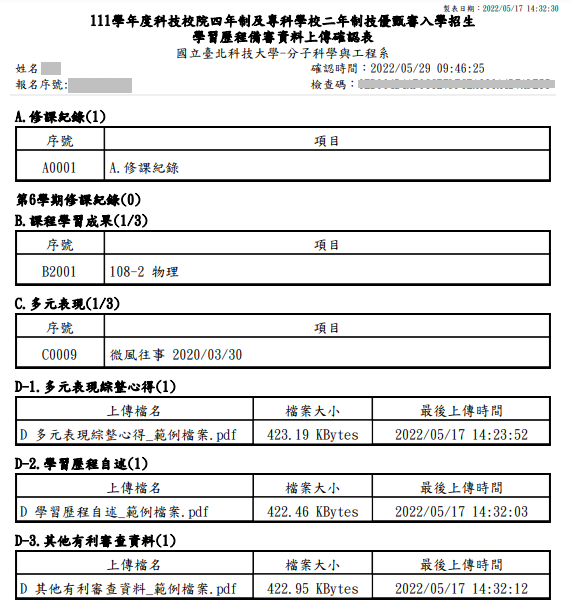 製表日期：2022/05/17 14:32:30
111學年度科技校院四年制及專科學校二年制技優甄審入學招生
學習歷程備審資料上傳確認表
國立臺北科技大學-分子科學與工程系
姓名 確認時間：2022/05/29 09:46:25
報名序號: 檢查碼：
A.修課紀錄(1)
序號 項目
A0001 A.修課紀錄
第6學期修課紀錄(0)
B.課程學習成果(1/3)
序號 項目
B2001 108-2 物理
C.多元表現(1/3)
序號 項目
C0009 微風往事 2020/03/30
D-1.多元表現綜整心得(1)
上傳檔名 檔案大小 最後上傳時間
D 多元表現綜整心得_範例檔案.pdf 423.19 KBytes 2022/05/17 14:23:52
D-2.學習歷程自述(1)
上傳檔名 檔案大小 最後上傳時間
D 學習歷程自述_範例檔案.pdf 422.46 KBytes 2022/05/17 14:32:03
D-3.其他有利審查資料(1)
上傳檔名 檔案大小 最後上傳時間
D 其他有利審查資料_範例檔案.pdf 422.95 KBytes 2022/05/17 14:32:12